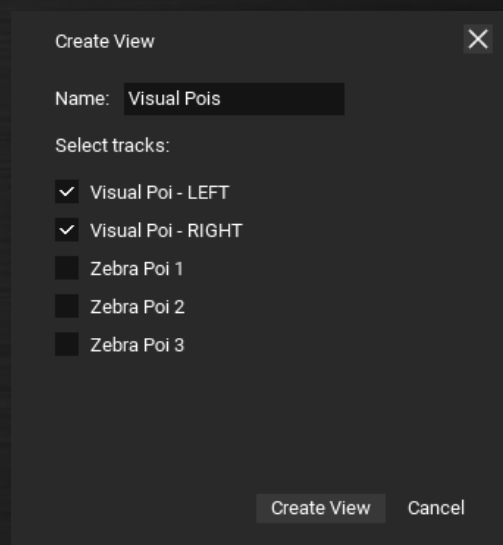 Create View
Name: Visual Pois
Select tracks:
Visual Poi - LEFT
Visual Poi - RIGHT
Zebra Poi 1
Zebra Poi 2
Zebra Poi 3
Create View Cancel